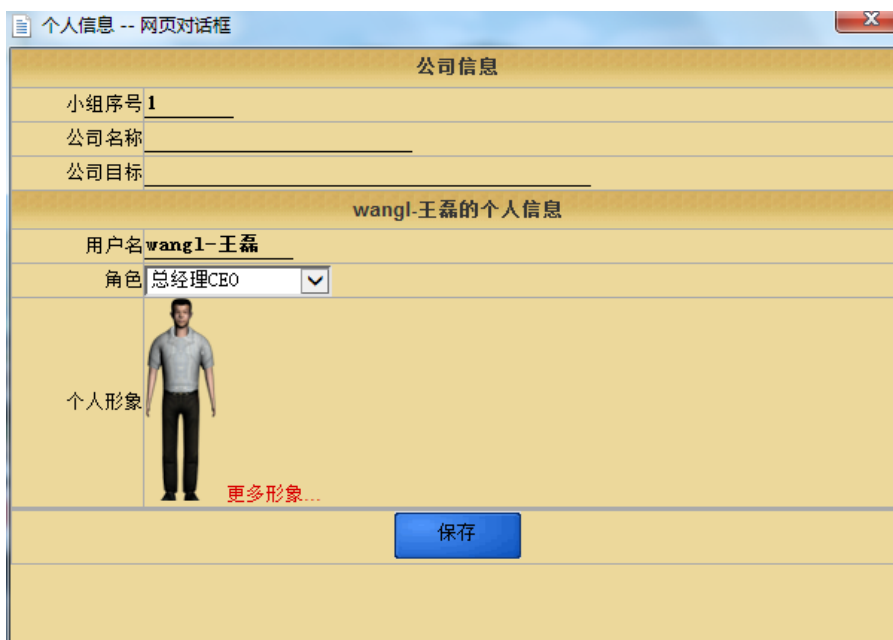 个人信息 -- 网页对话框
公司信息
小组序号 1
公司名称
公司目标
wangl-王磊的个人信息
用户名 wangl-王磊
角色 总经理CEO
个人形象
更多形象...
保存